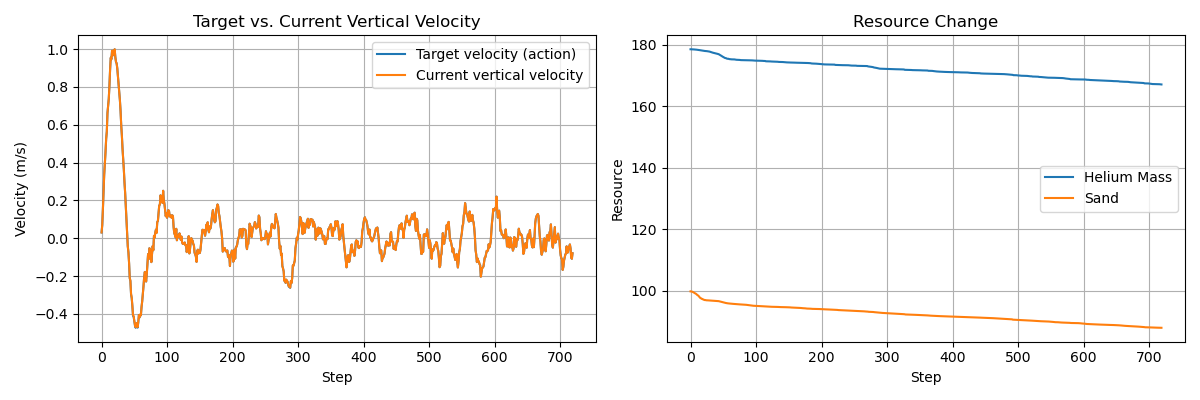 Target vs. Current Vertical Velocity
Target velocity (action)
Current vertical velocity
Velocity (m/s)
1.0
0.8
0.6
0.4
0.2
0.0
−0.2
−0.4
0 100 200 300 400 500 600 700
Step
Resource Change
Helium Mass
Sand
Resource
180
160
140
120
100
0 100 200 300 400 500 600 700
Step